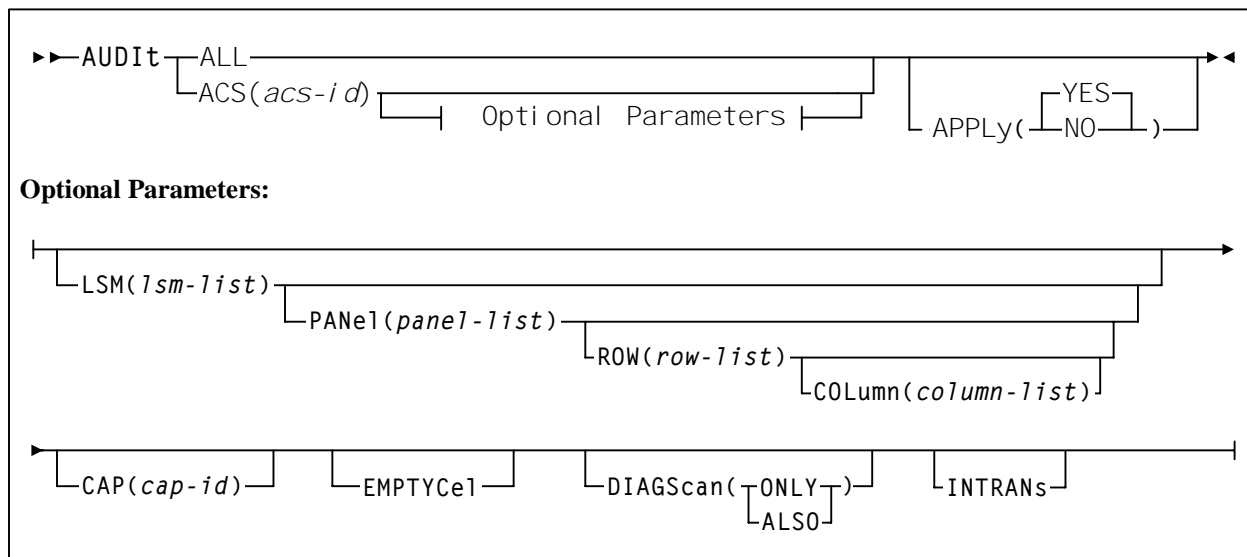 AUDIt ALL
ACS(acs-id)
Optional Parameters
APPLy( YES )
NO
Optional Parameters:
LSM(lsm-list)
PANel(panel-list)
ROW(row-list)
COLumn(column-list)
CAP(cap-id) EMPTYCel DIAGScan( ONLY ) INTRANs
ALSO